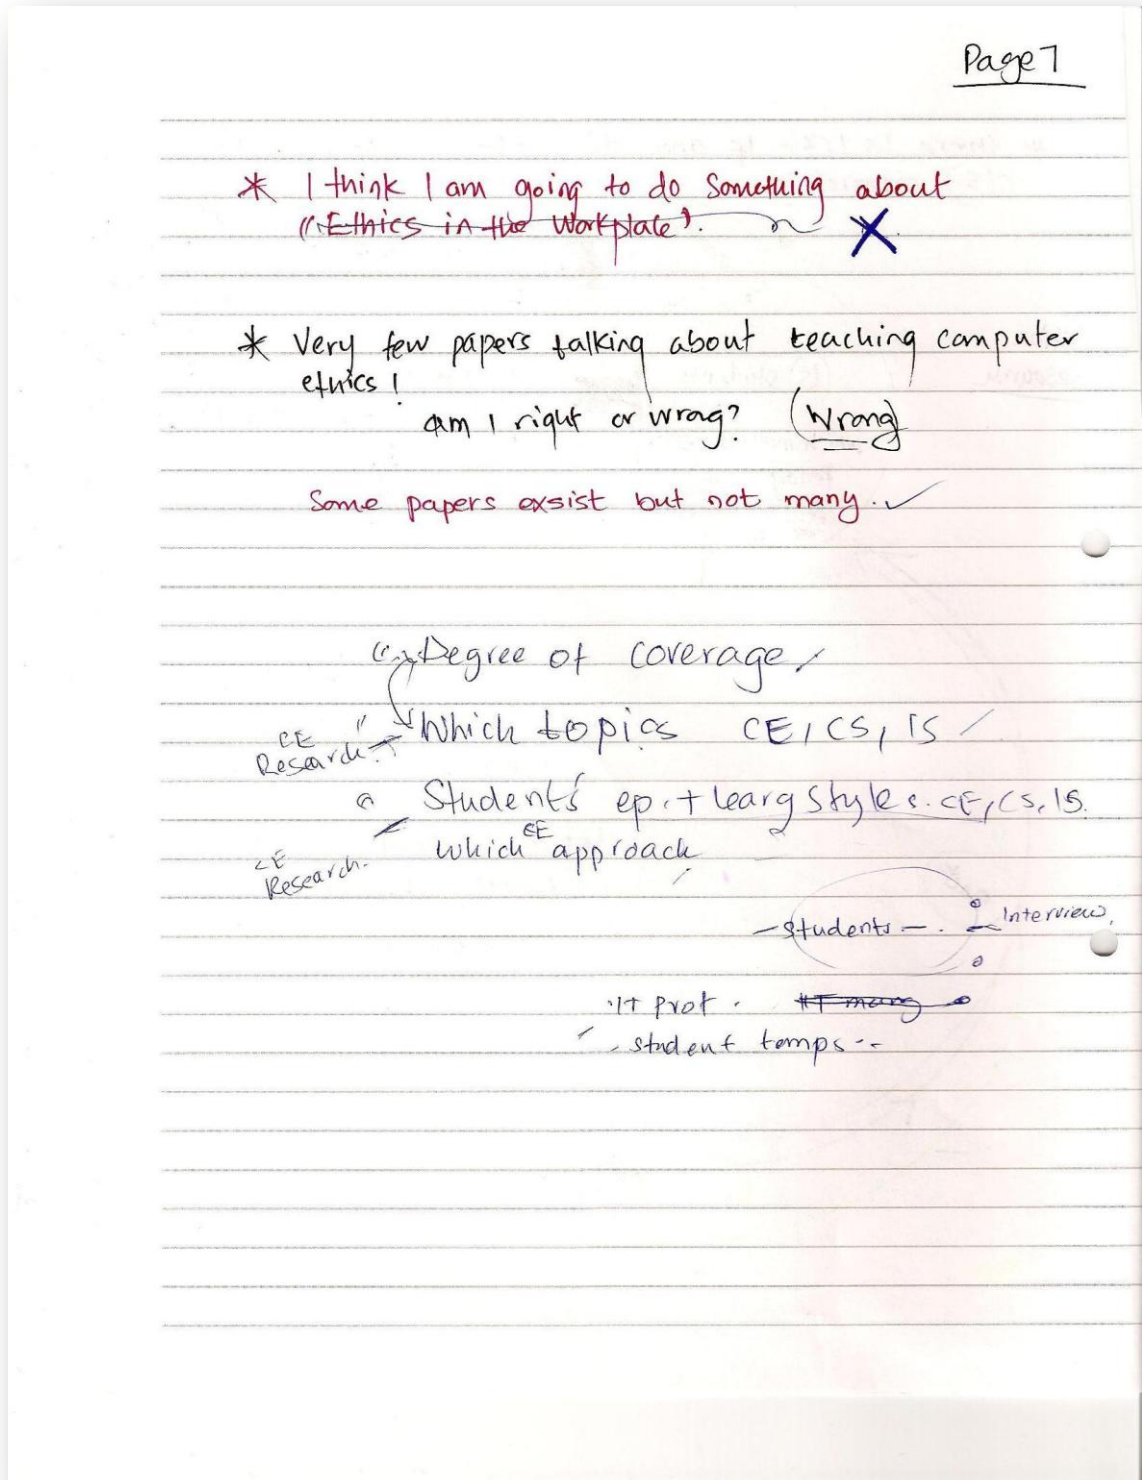 Page 7
* I think I am going to do something about
"Ethics in the Workplace".
X
* Very few papers talking about teaching computer
ethics!
am I right or wrong? (Wrong)
Some papers exsist but not many. ✓
Degree of coverage
Which topics CE, CS, IS
CE
Research
Students' ep. + learg Styles. CE, CS, IS.
which CE approach
CE
Research.
- Students - . - Interview,
IT Prof.
student temps --